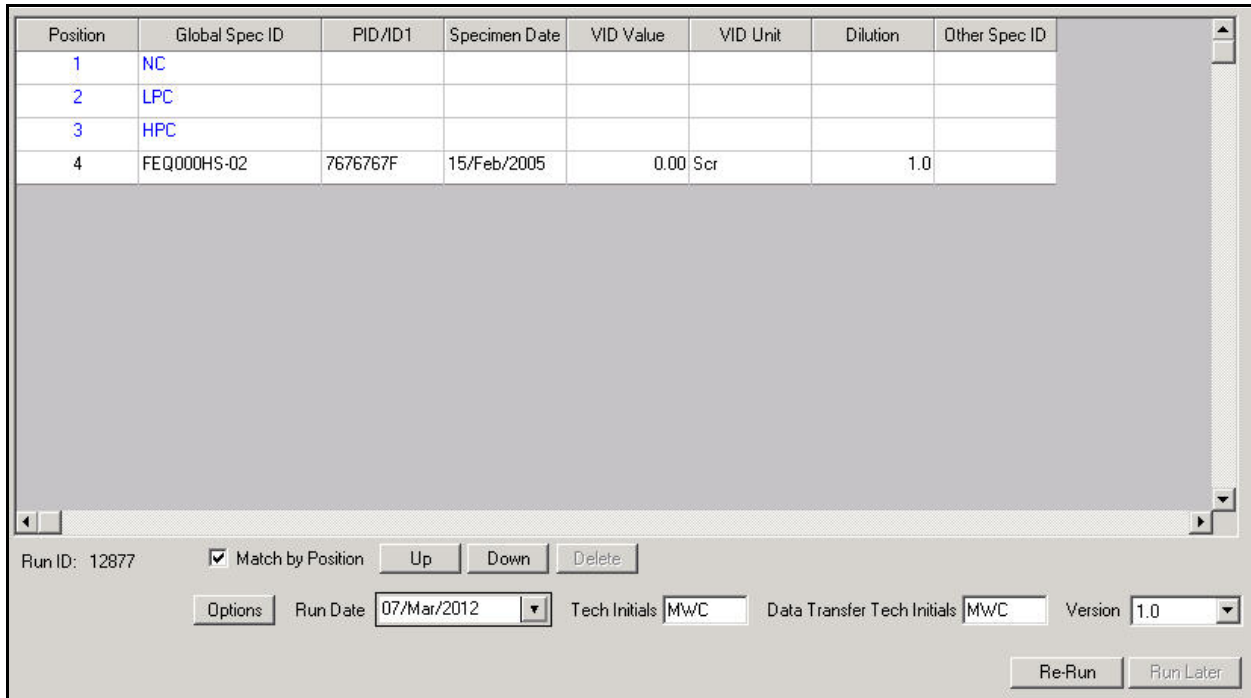 Position Global Spec ID PID/ID1 Specimen Date VID Value VID Unit Dilution Other Spec ID
1 NC
2 LPC
3 HPC
4 FEQ000HS-02 7676767F 15/Feb/2005 0.00 Scr 1.0
Run ID: 12877 Match by Position Up Down Delete
Options Run Date 07/Mar/2012 Tech Initials MWC Data Transfer Tech Initials MWC Version 1.0
Re-Run Run Later